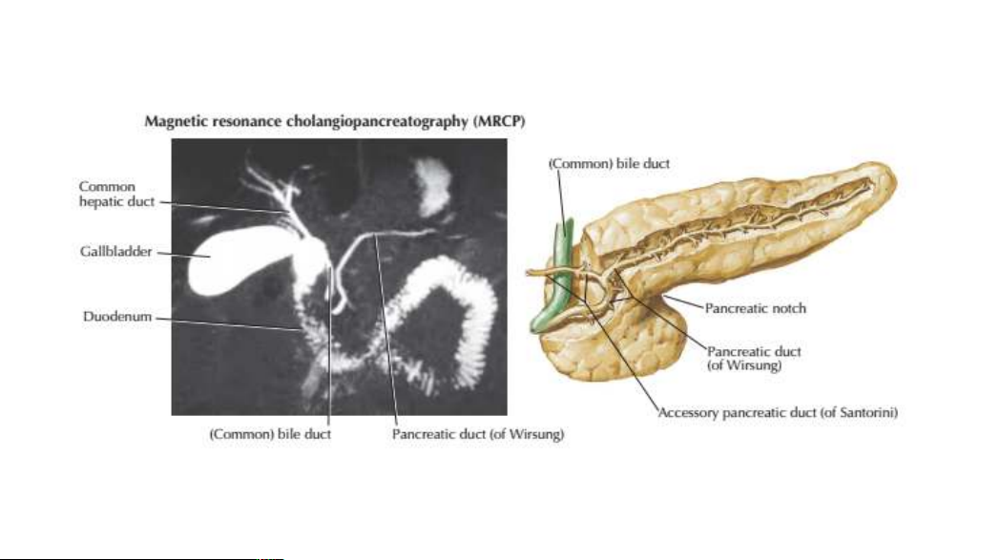 Magnetic resonance cholangiopancreatography (MRCP)
Common
hepatic duct
Gallbladder
Duodenum
(Common) bile duct
Pancreatic duct (of Wirsung)
(Common) bile duct
Pancreatic notch
Pancreatic duct
(of Wirsung)
Accessory pancreatic duct (of Santorini)